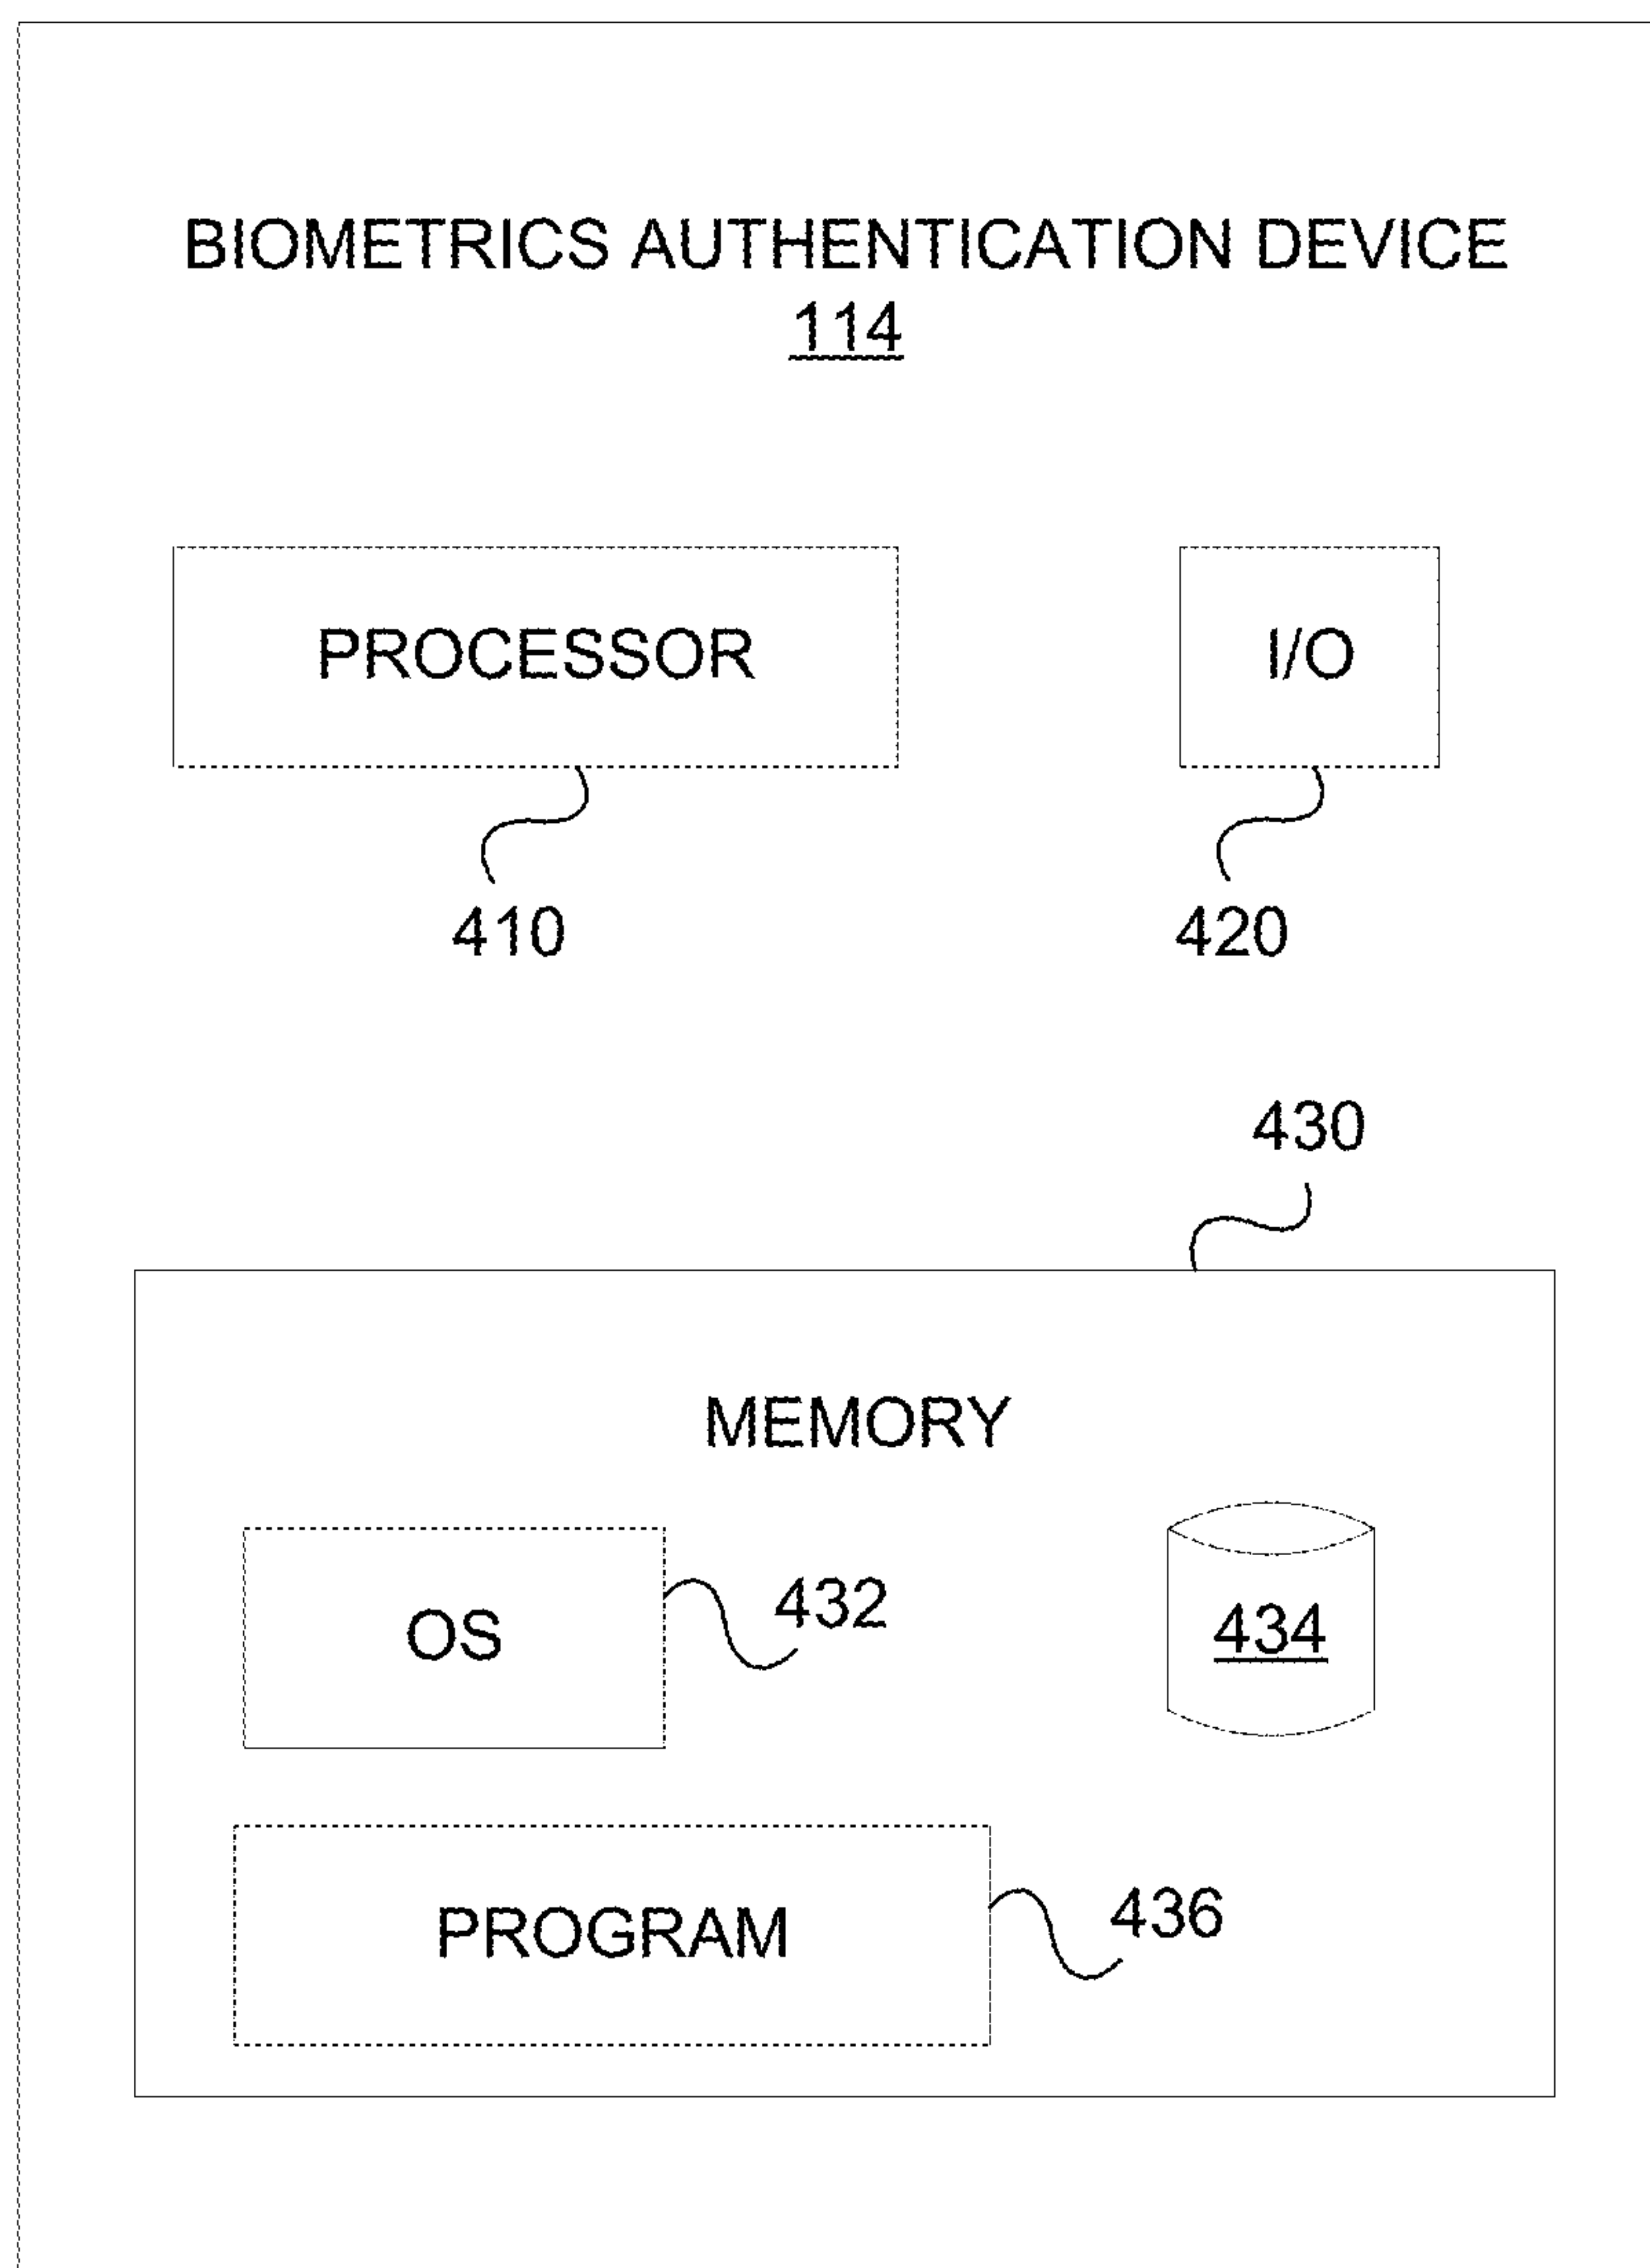 BIOMETRICS AUTHENTICATION DEVICE
114
PROCESSOR
I/O
410
420
430
MEMORY
OS
432
434
PROGRAM
436